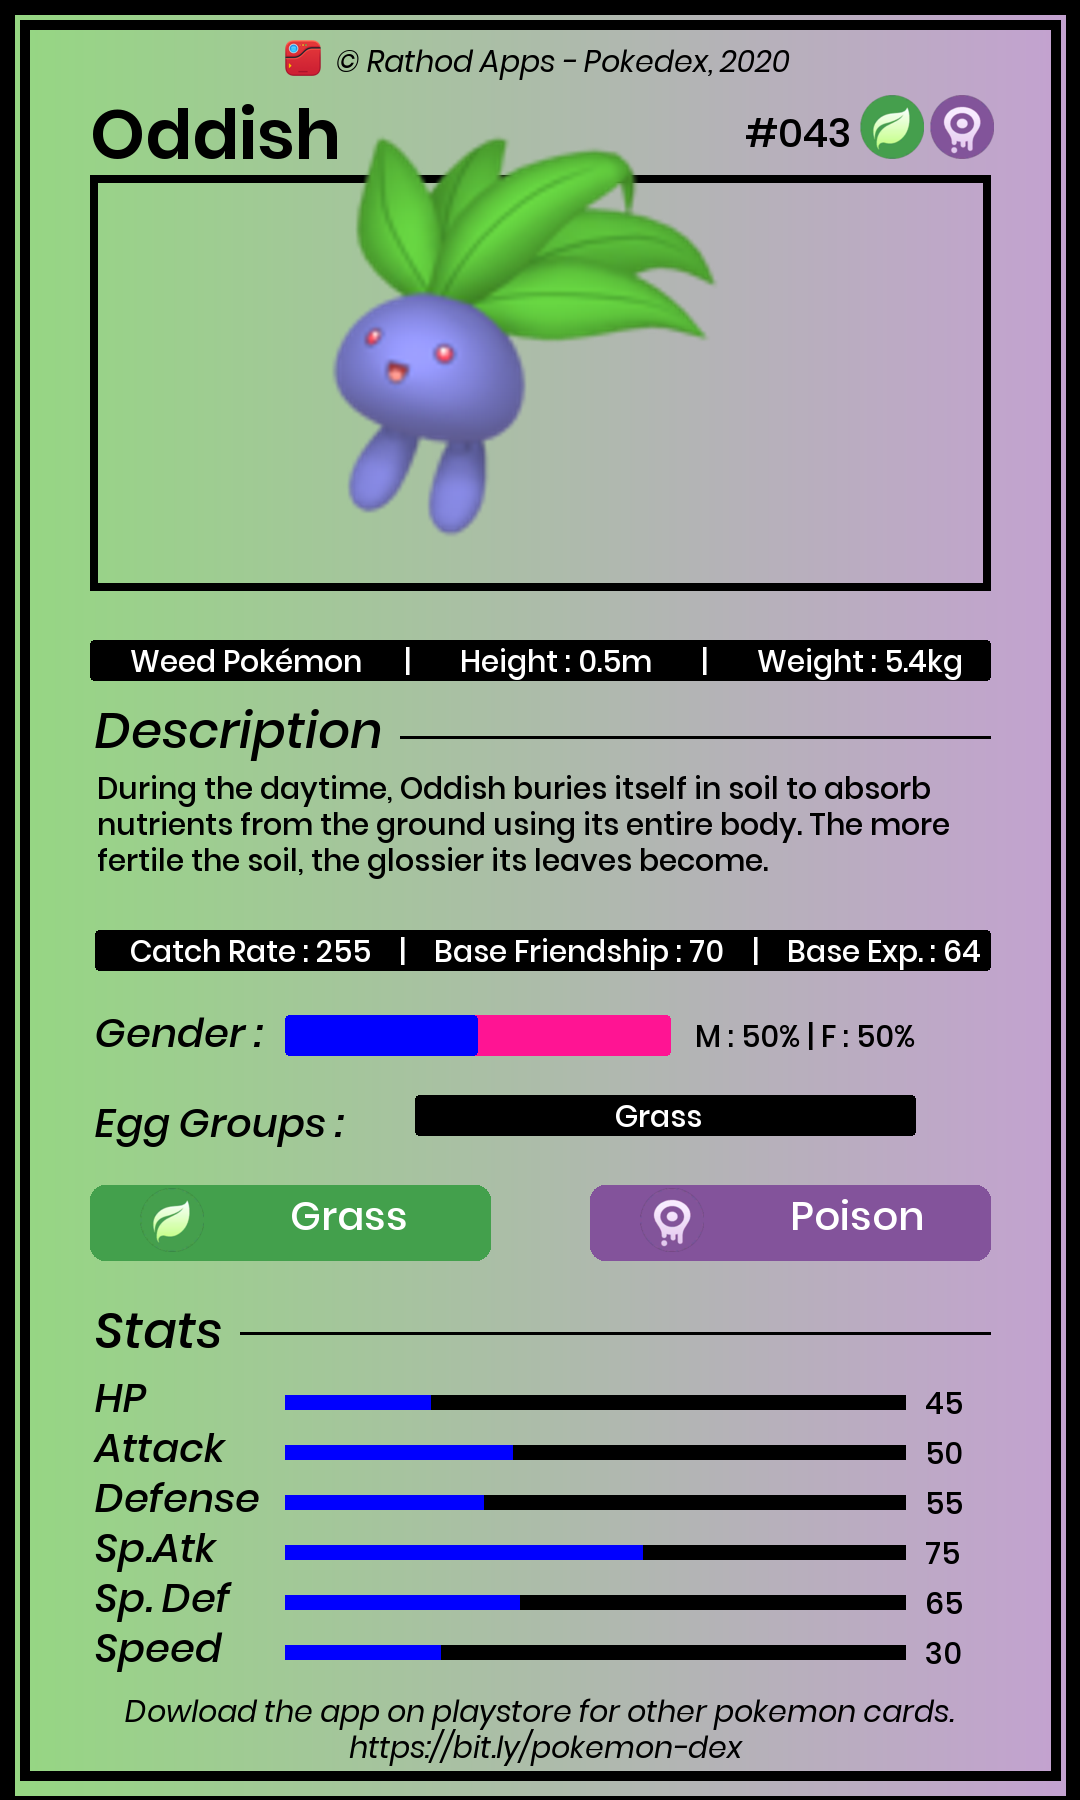 © Rathod Apps - Pokedex, 2020
Oddish #043
Weed Pokémon | Height : 0.5m | Weight : 5.4kg
Description
During the daytime, Oddish buries itself in soil to absorb
nutrients from the ground using its entire body. The more
fertile the soil, the glossier its leaves become.
Catch Rate : 255 | Base Friendship : 70 | Base Exp. : 64
Gender : M : 50% | F : 50%
Egg Groups : Grass
Grass Poison
Stats
HP 45
Attack 50
Defense 55
Sp.Atk 75
Sp. Def 65
Speed 30
Dowload the app on playstore for other pokemon cards.
https://bit.ly/pokemon-dex